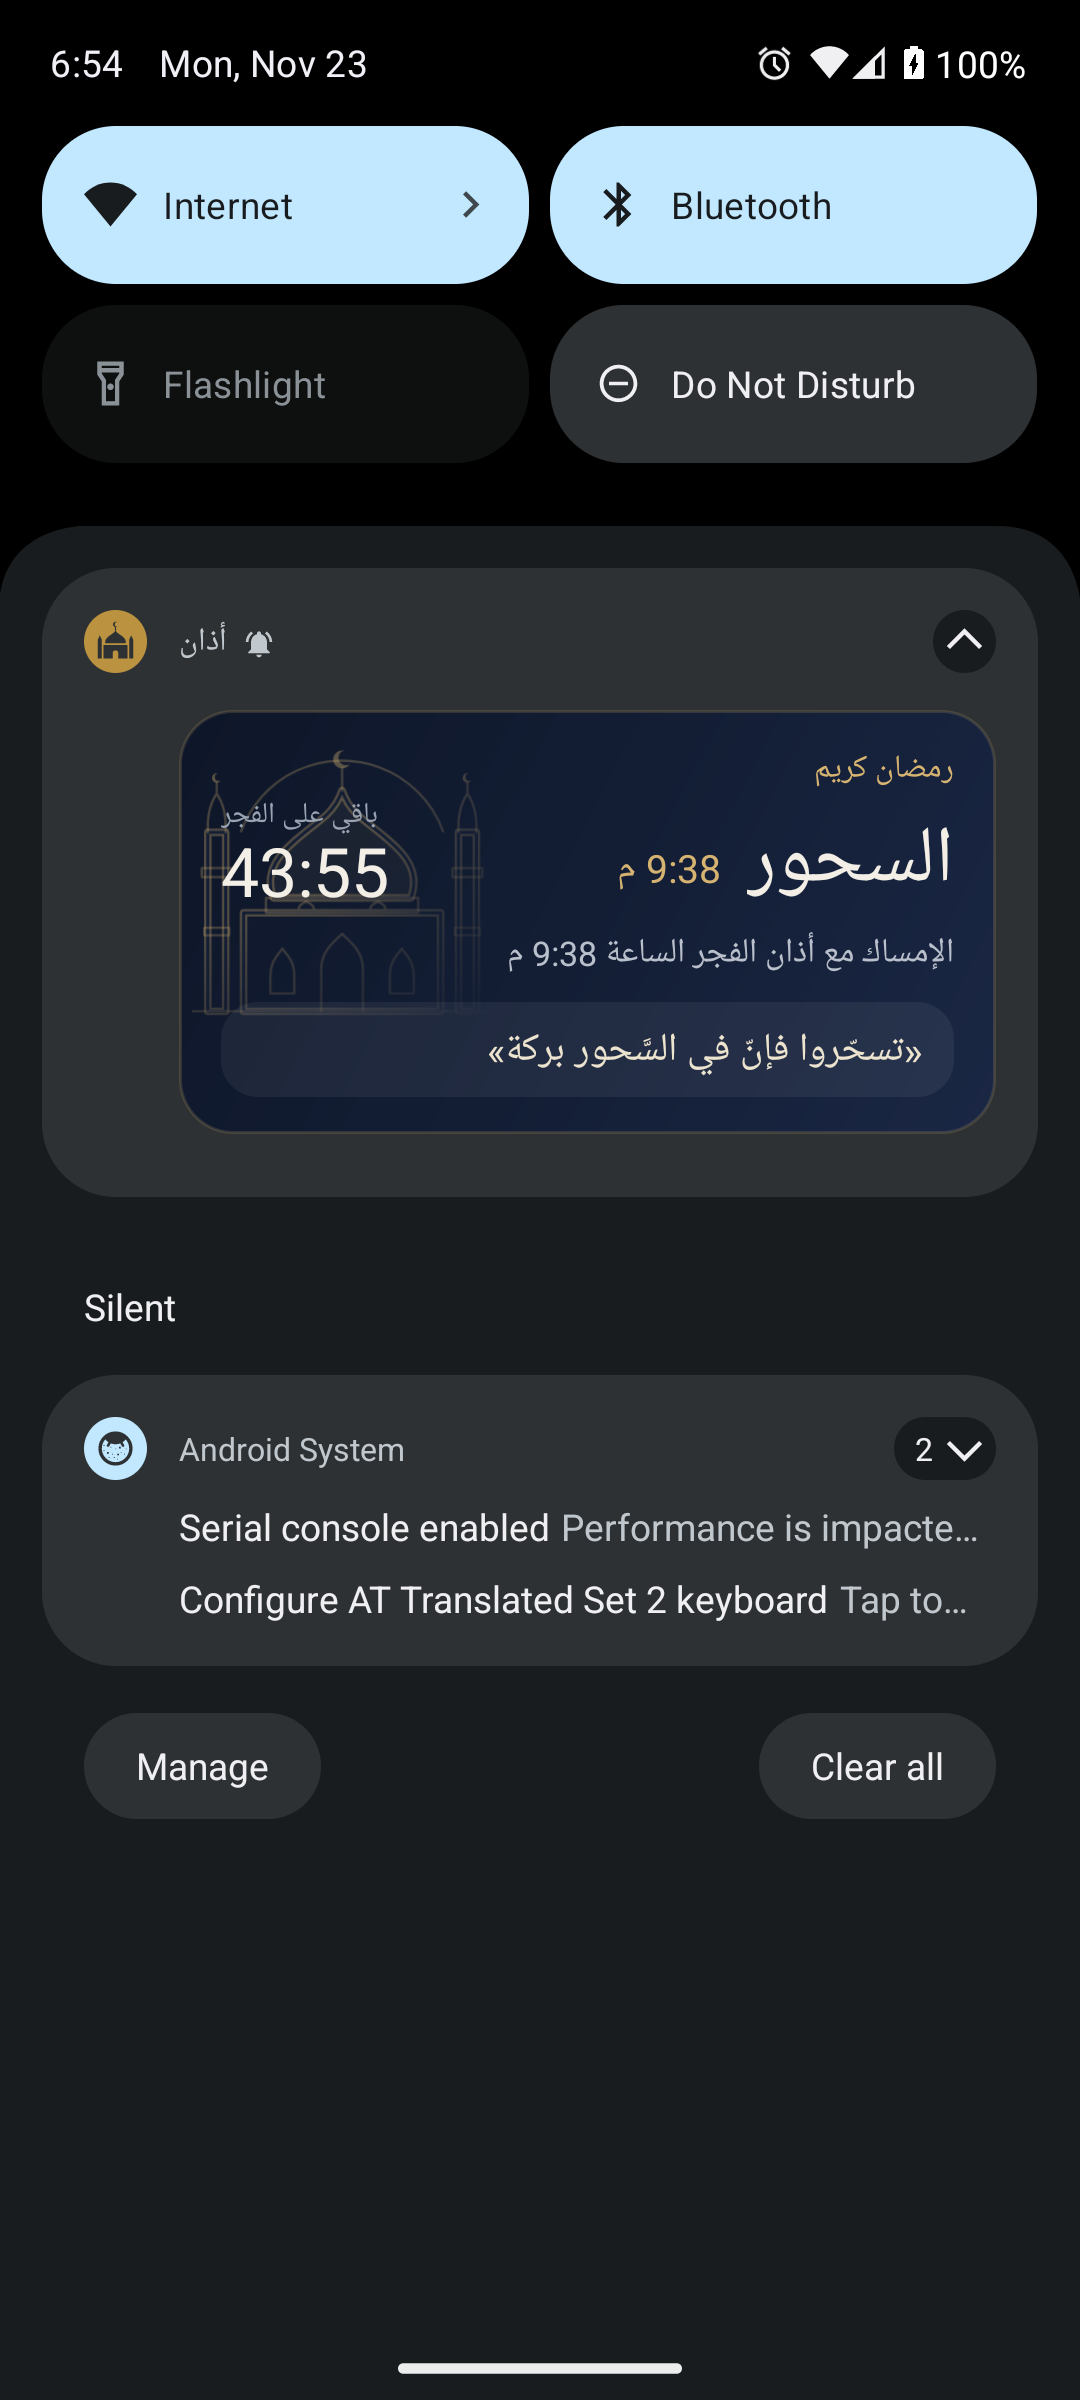 6:54 Mon, Nov 23 100%
Internet
Bluetooth
Flashlight
Do Not Disturb
أذان
رمضان كريم
باقي على الفجر
السحور 9:38 م
43:55
الإمساك مع أذان الفجر الساعة 9:38 م
«تسحّروا فإنّ في السَّحور بركة»
Silent
Android System 2
Serial console enabled Performance is impacte…
Configure AT Translated Set 2 keyboard Tap to…
Manage
Clear all